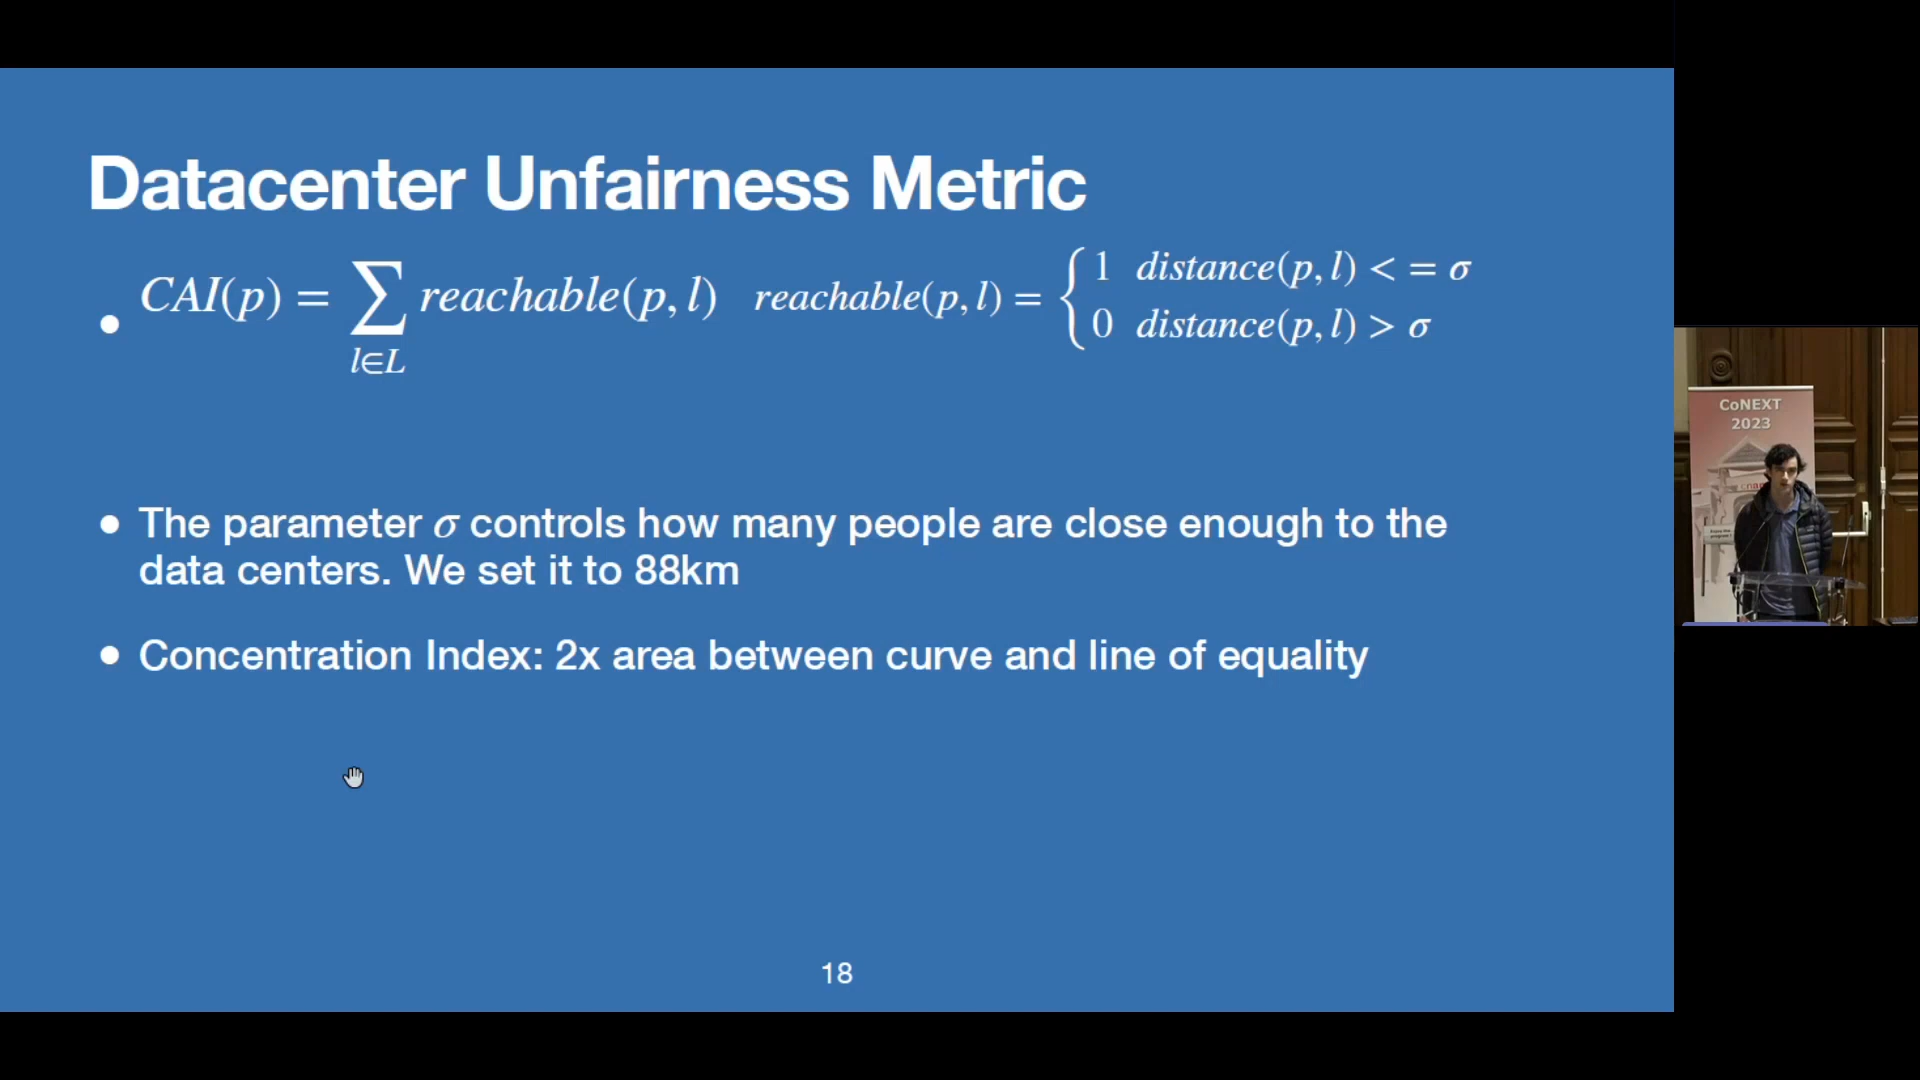 Datacenter Unfairness Metric
• CAI(p) = ∑ reachable(p, l) reachable(p, l) = { 1 distance(p, l) < = σ
0 distance(p, l) > σ
l∈L
• The parameter σ controls how many people are close enough to the
data centers. We set it to 88km
• Concentration Index: 2x area between curve and line of equality
18
CoNEXT
2023